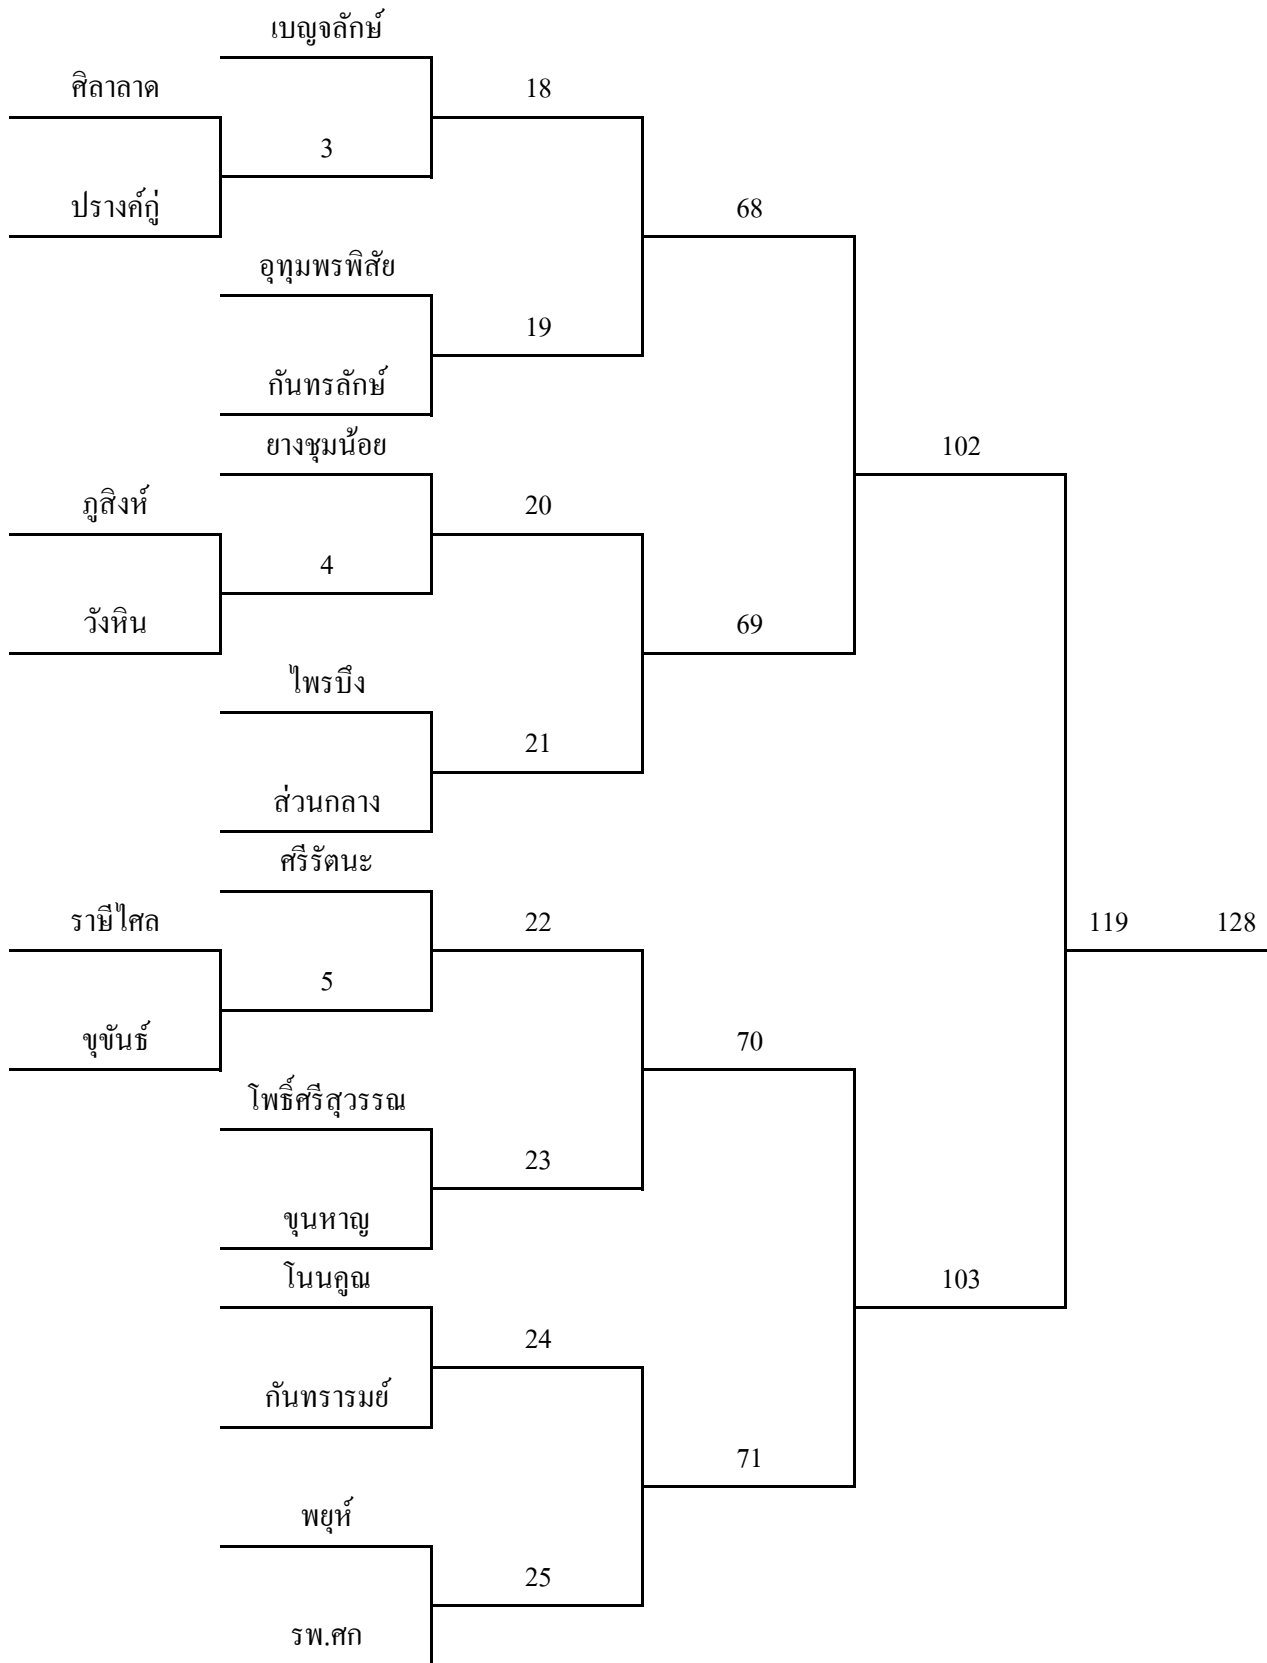 เบญจลักษ์
ศิลาลาด 18
3
ปรางค์กู่ 68
อุทุมพรพิสัย
19
กันทรลักษ์
ยางชุมน้อย 102
ภูสิงห์ 20
4
วังหิน 69
ไพรบึง
21
ส่วนกลาง
ศรีรัตนะ
ราษีไศล 22 119 128
5
ขุขันธ์ 70
โพธิ์ศรีสุวรรณ
23
ขุนหาญ
โนนคูณ 103
24
กันทรารมย์
71
พยุห์
25
รพ.ศก